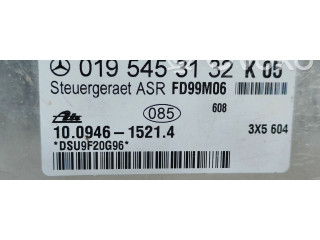 019 545 31 32 K 05
Steuergeraet ASR FD99M06
085 608
Ate
10.0946-1521.4 3X5 604
*DSU9F20G96*